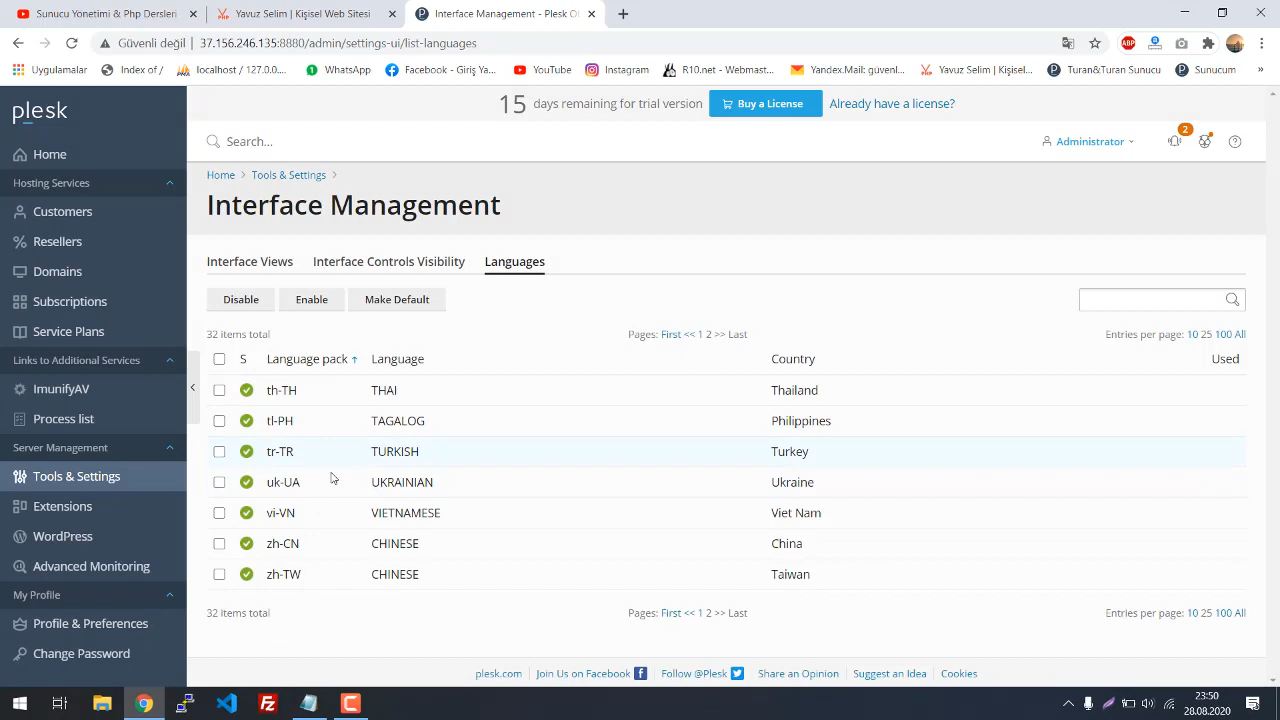 Sunucu Yönetimi & Php Dersleri
Yavuz Selim | Kişisel Web Sitesi
Interface Management - Plesk O
Güvenli değil | 37.156.246.135:8880/admin/settings-ui/list-languages
Uygulamalar
Index of /
localhost / 127.0.0...
WhatsApp
Facebook - Giriş Ya...
YouTube
Instagram
R10.net - Webmast...
Yandex.Mail: güvenl...
Yavuz Selim | Kişisel...
Turan&Turan Sunucu
Sunucum
»
plesk
15 days remaining for trial version
Buy a License
Already have a license?
Search...
Administrator
2
Home
Hosting Services
Customers
Resellers
Domains
Subscriptions
Service Plans
Links to Additional Services
ImunifyAV
Process list
Server Management
Tools & Settings
Extensions
WordPress
Advanced Monitoring
My Profile
Profile & Preferences
Change Password
Home > Tools & Settings >
Interface Management
Interface Views Interface Controls Visibility Languages
Disable Enable Make Default
32 items total Pages: First << 1 2 >> Last Entries per page: 10 25 100 All
S Language pack ↑ Language Country Used
th-TH THAI Thailand
tl-PH TAGALOG Philippines
tr-TR TURKISH Turkey
uk-UA UKRAINIAN Ukraine
vi-VN VIETNAMESE Viet Nam
zh-CN CHINESE China
zh-TW CHINESE Taiwan
32 items total Pages: First << 1 2 >> Last Entries per page: 10 25 100 All
plesk.com Join Us on Facebook Follow @Plesk Share an Opinion Suggest an Idea Cookies
23:50
28.08.2020